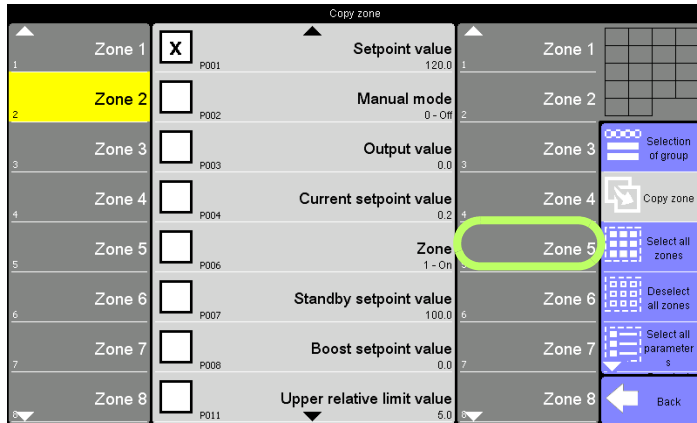 Copy zone
Zone 1
1
Zone 2
2
Zone 3
3
Zone 4
4
Zone 5
5
Zone 6
6
Zone 7
7
Zone 8
8
X
Setpoint value
P001 120.0
Manual mode
P002 0 - Off
Output value
P003 0.0
Current setpoint value
P004 0.2
Zone
P006 1 - On
Standby setpoint value
P007 100.0
Boost setpoint value
P008 0.0
Upper relative limit value
P011 5.0
Zone 1
1
Zone 2
2
Zone 3
3
Zone 4
4
Zone 5
Zone 6
6
Zone 7
7
Zone 8
8
Selection
of group
Copy zone
Select all
zones
Deselect
all zones
Select all
parameter
s
Back